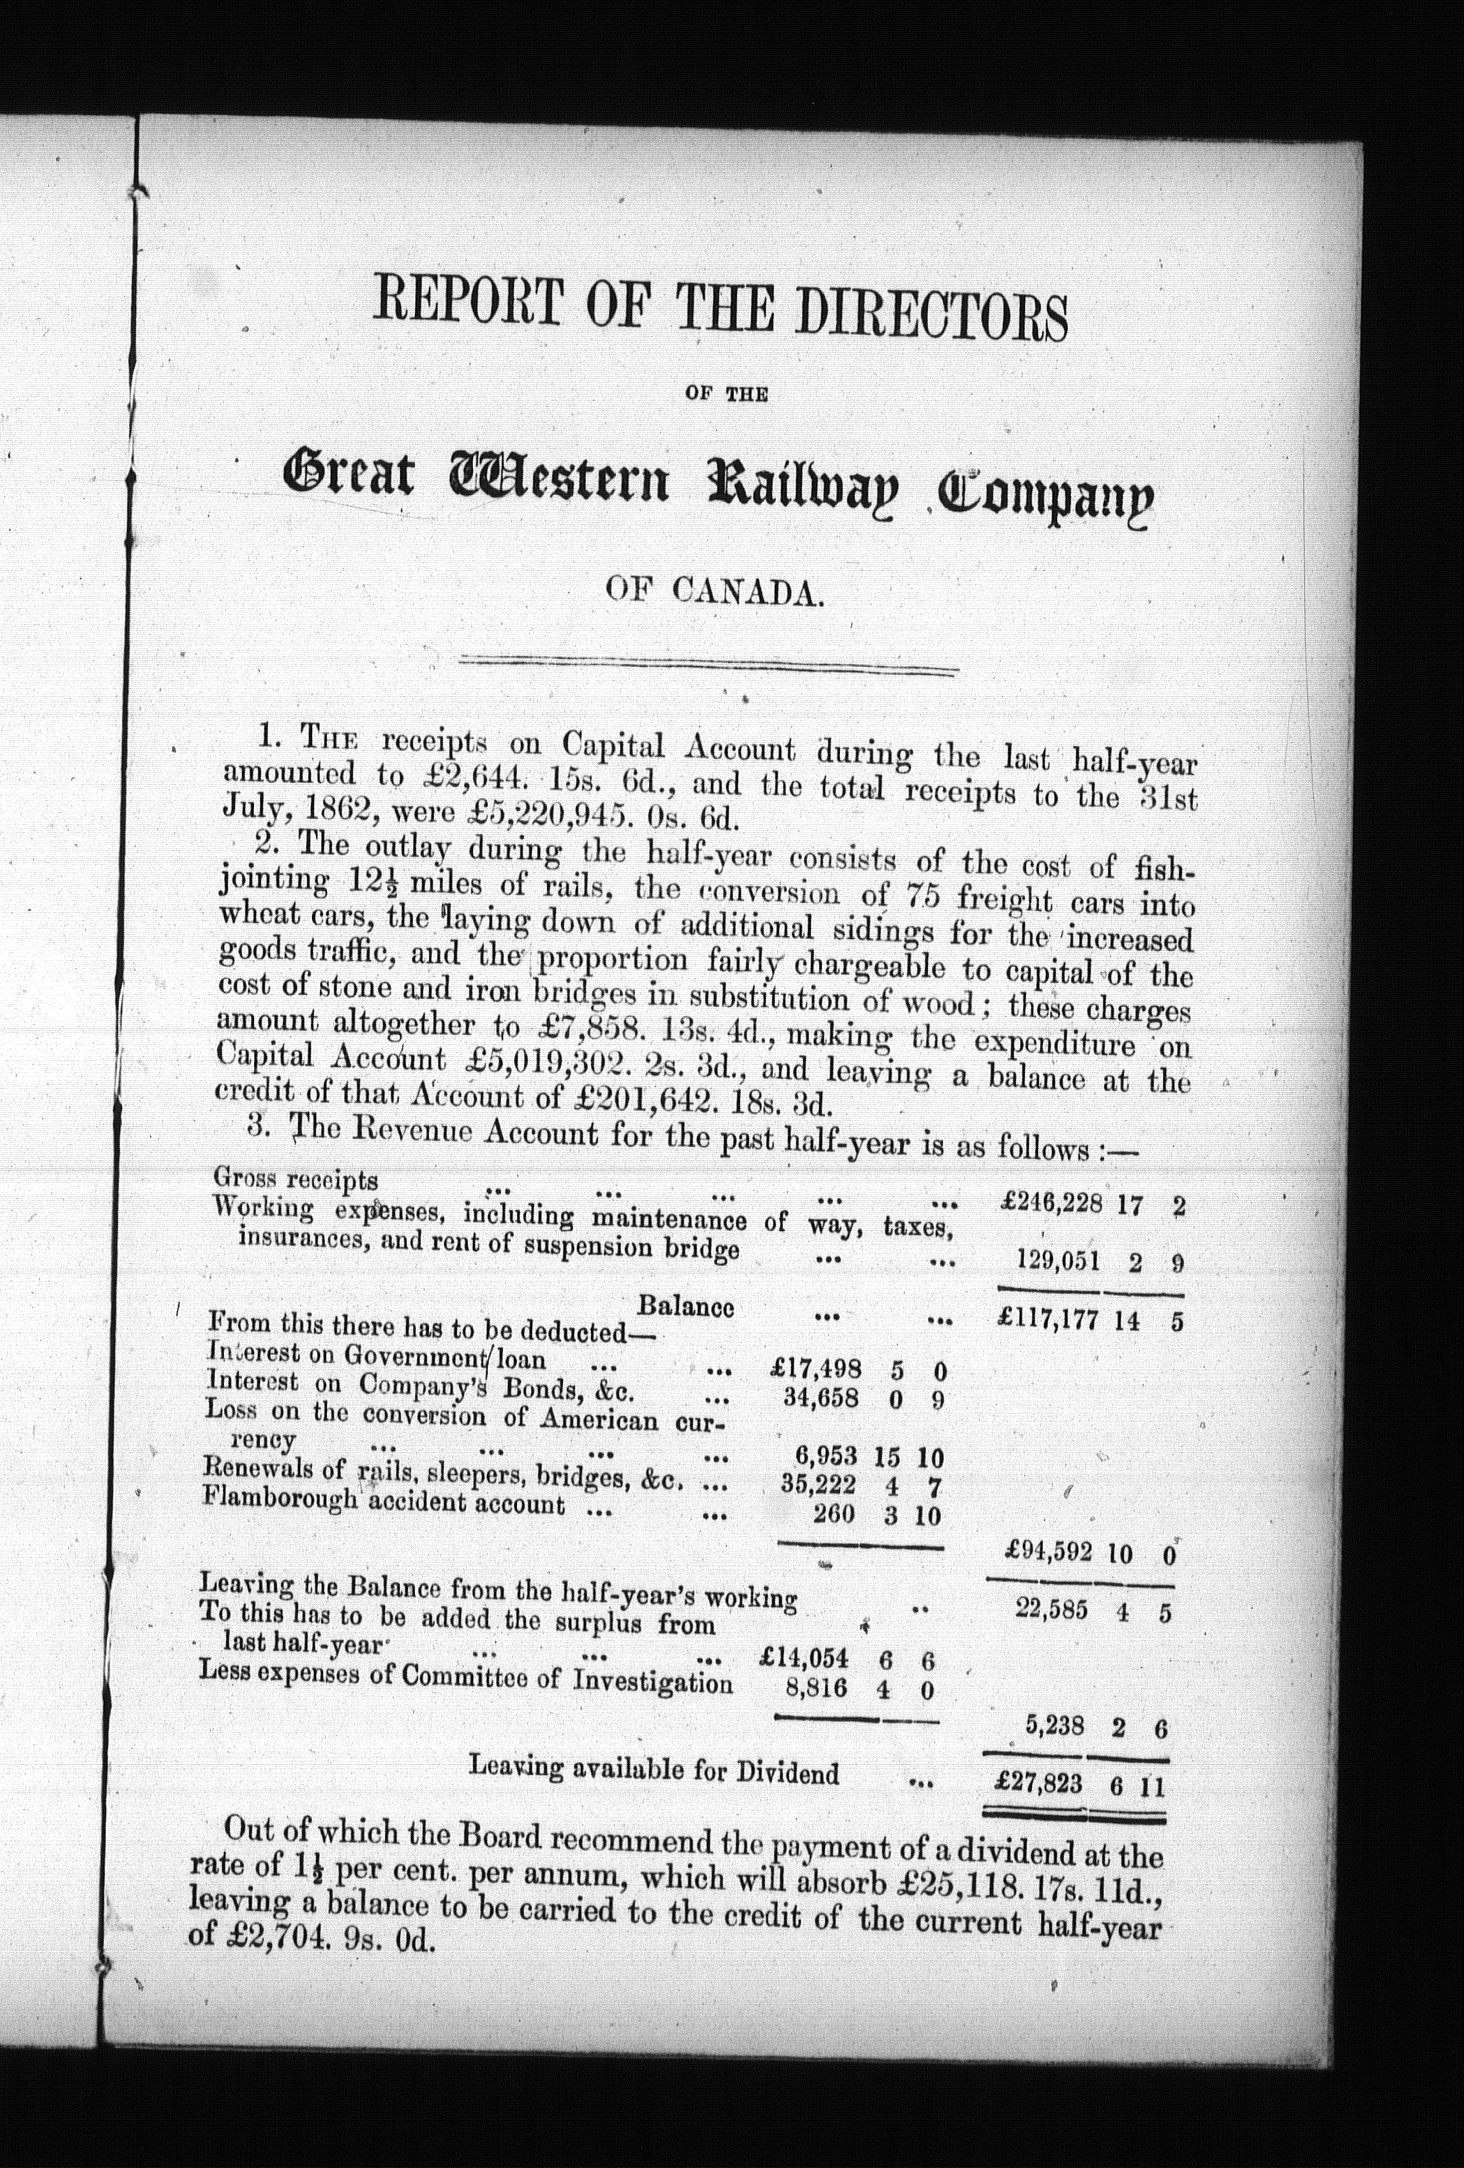 REPORT OF THE DIRECTORS
OF THE
Great Western Railway Company
OF CANADA.
1. THE receipts on Capital Account during the last half-year
amounted to £2,644. 15s. 6d., and the total receipts to the 31st
July, 1862, were £5,220,945. 0s. 6d.
2. The outlay during the half-year consists of the cost of fish-
jointing 12½ miles of rails, the conversion of 75 freight cars into
wheat cars, the laying down of additional sidings for the increased
goods traffic, and the proportion fairly chargeable to capital of the
cost of stone and iron bridges in substitution of wood; these charges
amount altogether to £7,858. 13s. 4d., making the expenditure on
Capital Account £5,019,302. 2s. 3d., and leaving a balance at the
credit of that Account of £201,642. 18s. 3d.
3. The Revenue Account for the past half-year is as follows:—
Gross receipts ... ... ... ... ... £246,228 17 2
Working expenses, including maintenance of way, taxes,
insurances, and rent of suspension bridge ... ... 129,051 2 9
Balance ... ... £117,177 14 5
From this there has to be deducted—
Interest on Government loan ... ... £17,498 5 0
Interest on Company's Bonds, &c. ... 34,658 0 9
Loss on the conversion of American cur-
rency ... ... ... ... 6,953 15 10
Renewals of rails, sleepers, bridges, &c. ... 35,222 4 7
Flamborough accident account ... ... 260 3 10
£94,592 10 0
Leaving the Balance from the half-year's working .. 22,585 4 5
To this has to be added the surplus from
last half-year ... ... ... £14,054 6 6
Less expenses of Committee of Investigation 8,816 4 0
5,238 2 6
Leaving available for Dividend ... £27,823 6 11
Out of which the Board recommend the payment of a dividend at the
rate of 1½ per cent. per annum, which will absorb £25,118. 17s. 11d.,
leaving a balance to be carried to the credit of the current half-year
of £2,704. 9s. 0d.